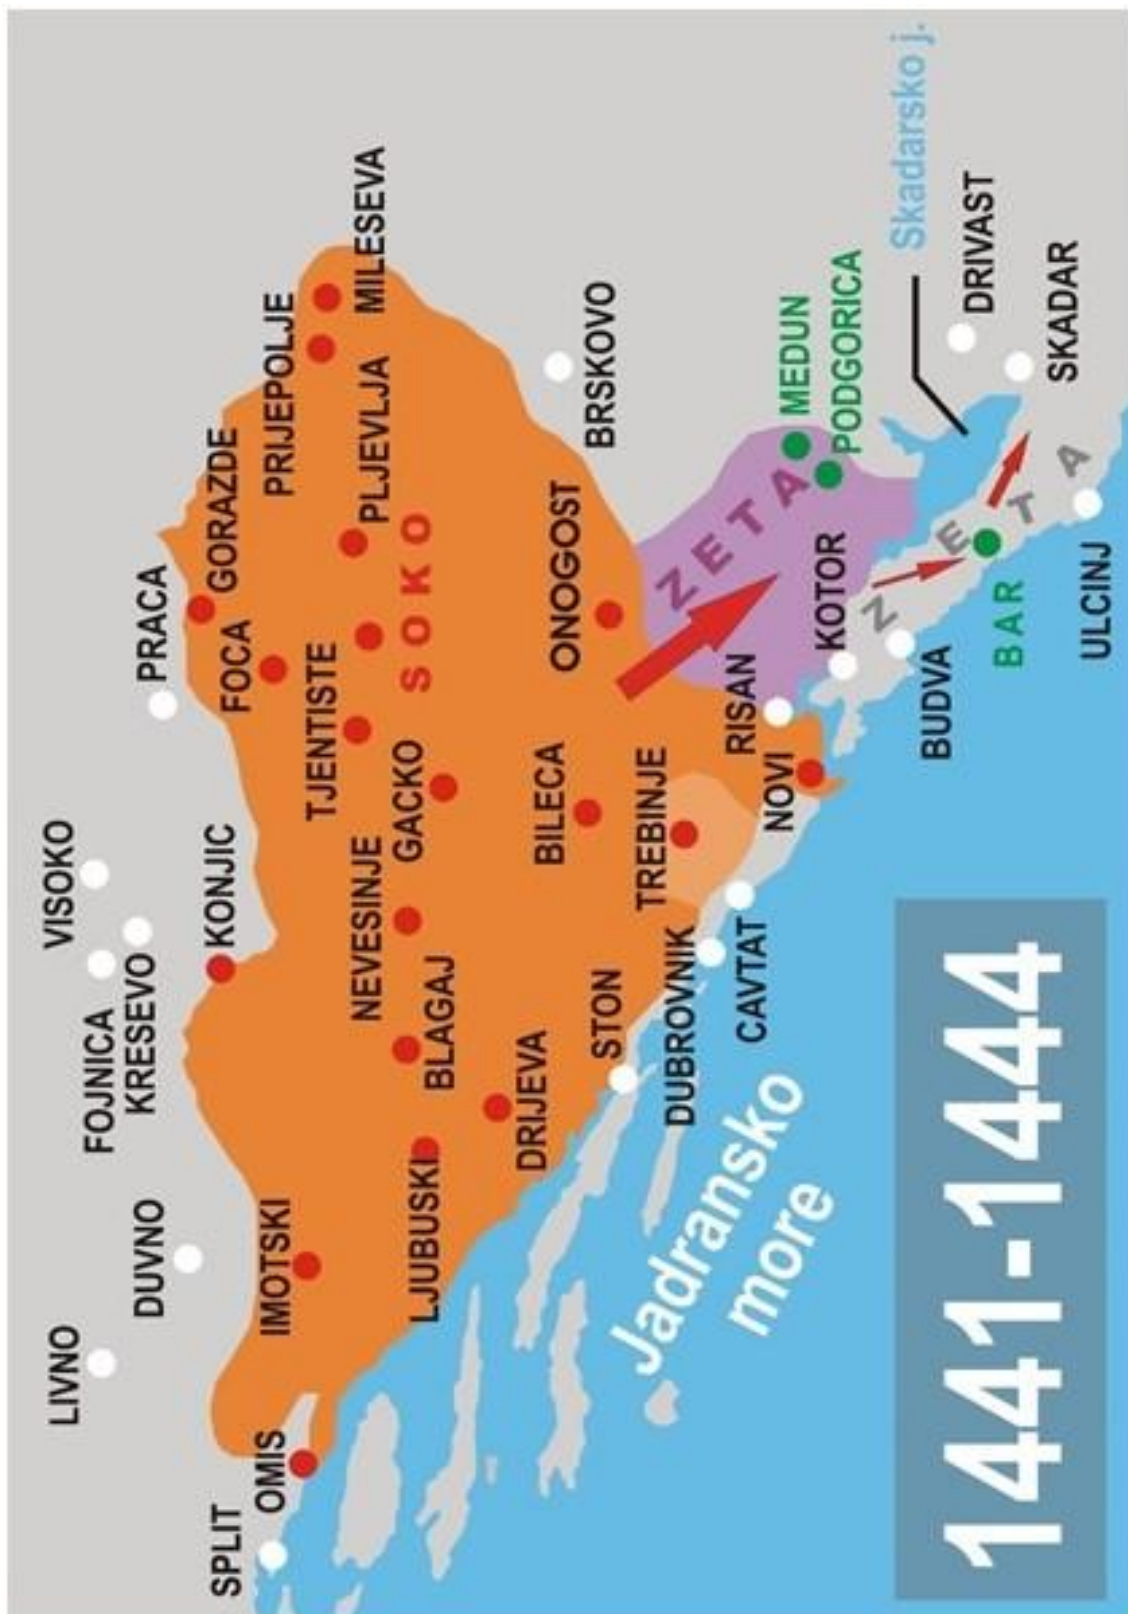 VISOKO
FOJNICA
KRESEVO
PRACA
LIVNO
DUVNO
KONJIC
GORAZDE
FOCA
PRIJEPOLJE
MILESEVA
PLJEVLJA
SPLIT
OMIS
IMOTSKI
TJENTISTE
SOKO
NEVESINJE
GACKO
LJUBUSKI
BLAGAJ
DRIJEVA
BILECA
ONOGOST
BRSKOVO
STON
TREBINJE
DUBROVNIK
CAVTAT
NOVI
RISAN
KOTOR
ZETA
MEDUN
PODGORICA
BUDVA
ZETA
BAR
ULCINJ
Skadarsko j.
DRIVAST
SKADAR
Jadransko
more
1441-1444